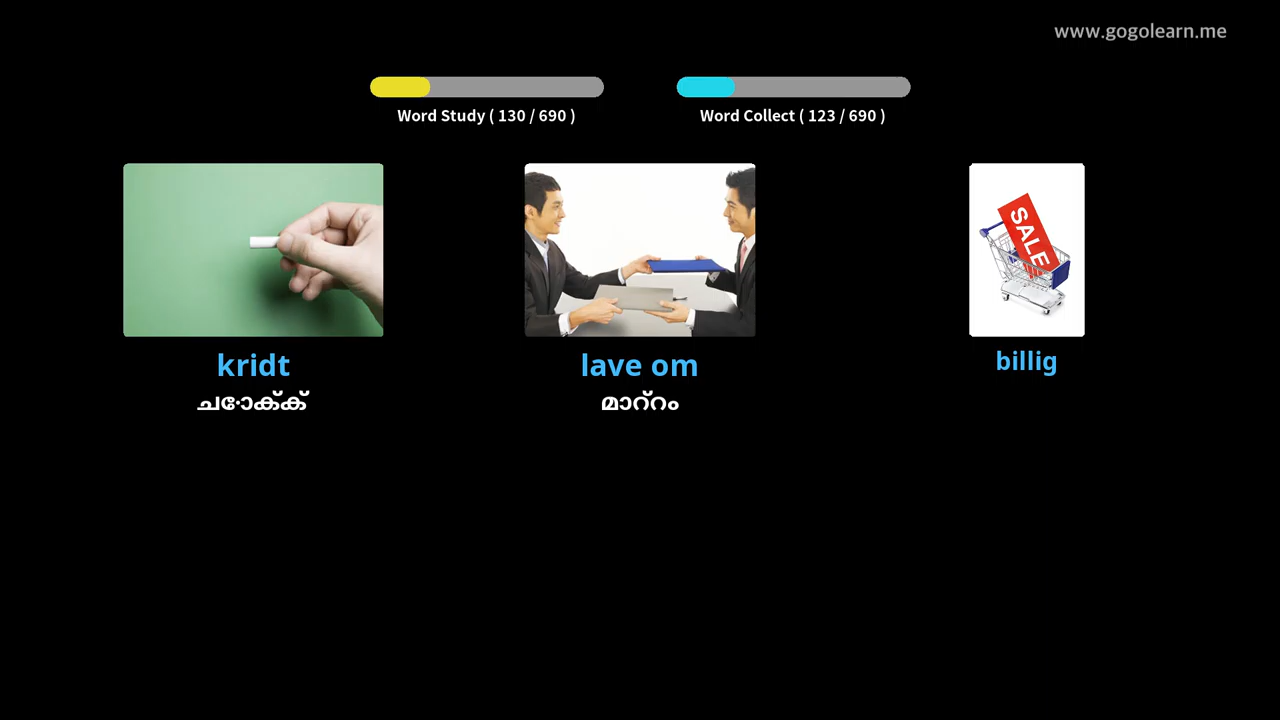 www.gogolearn.me
Word Study ( 130 / 690 )
Word Collect ( 123 / 690 )
SALE
kridt
lave om
billig
ചോക്ക്
മാറ്റം